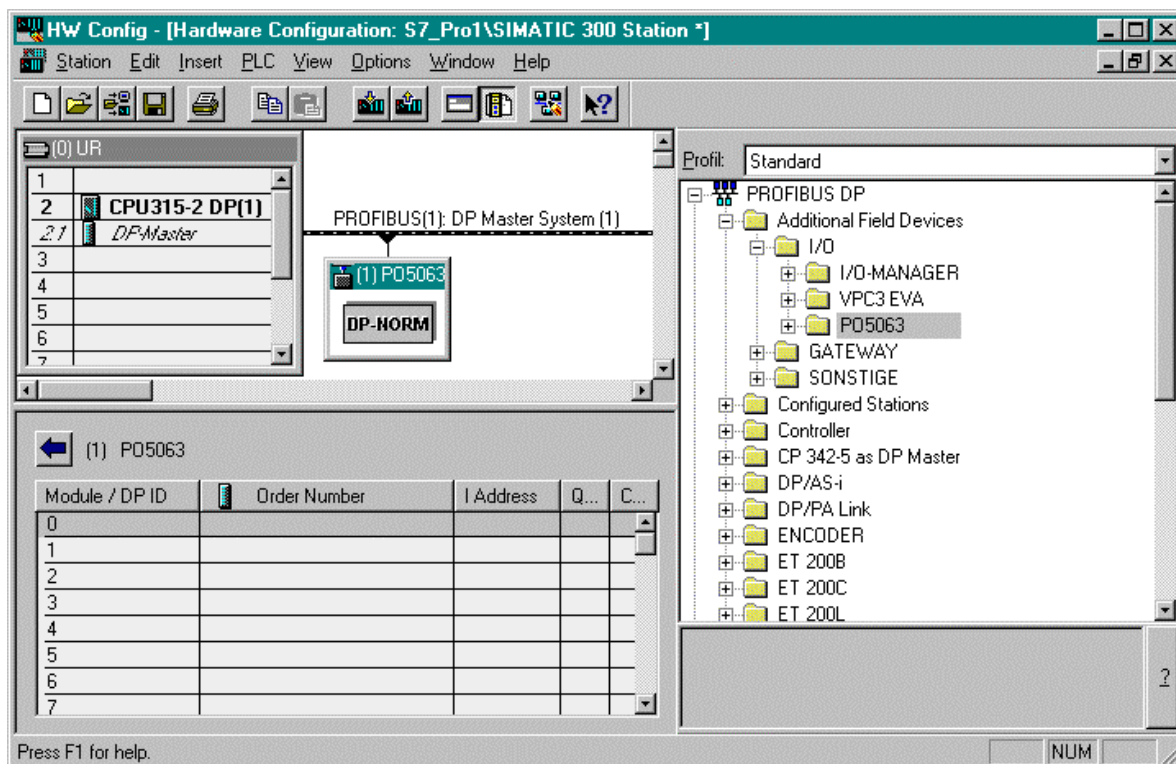 HW Config - [Hardware Configuration: S7_Pro1\SIMATIC 300 Station *]
Station Edit Insert PLC View Options Window Help
(0) UR
1
2 CPU315-2 DP(1)
2.1 DP-Master
3
4
5
6
7
PROFIBUS(1): DP Master System (1)
(1) PO5063
DP-NORM
Profil: Standard
PROFIBUS DP
Additional Field Devices
I/O
I/O-MANAGER
VPC3 EVA
PO5063
GATEWAY
SONSTIGE
Configured Stations
Controller
CP 342-5 as DP Master
DP/AS-i
DP/PA Link
ENCODER
ET 200B
ET 200C
ET 200L
(1) PO5063
Module / DP ID Order Number I Address Q... C...
0
1
2
3
4
5
6
7
?
Press F1 for help.
NUM